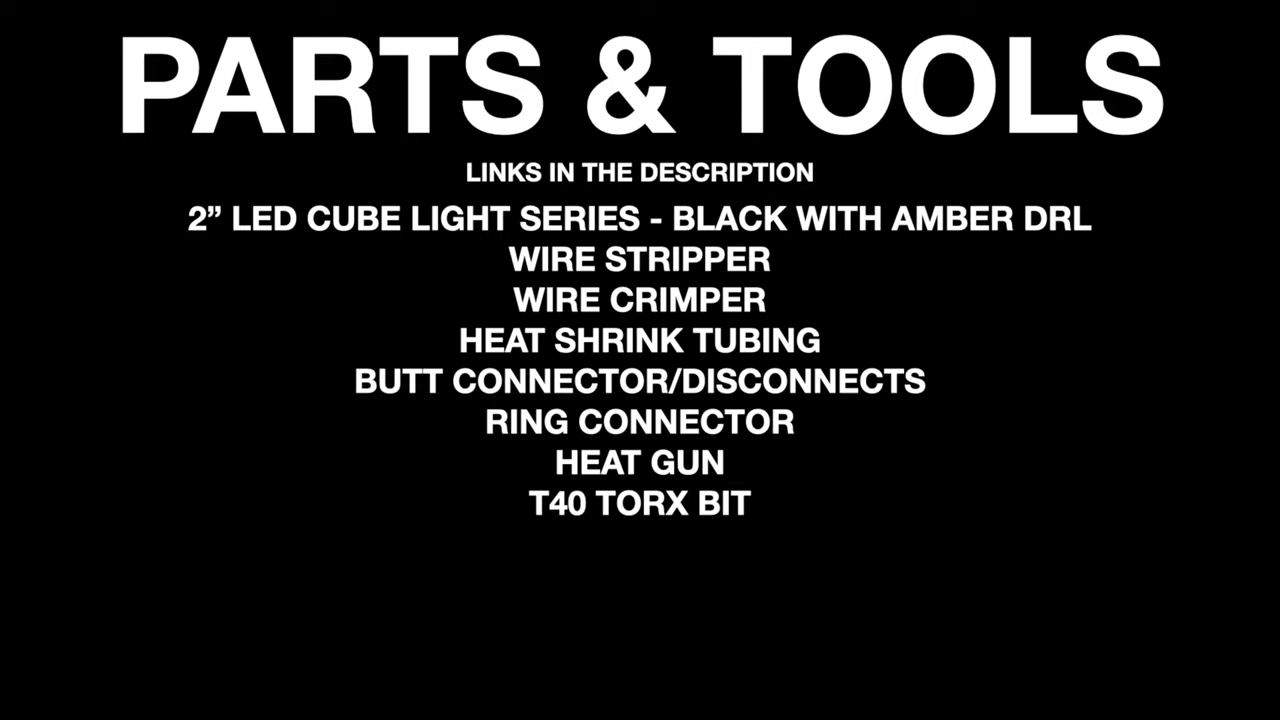 PARTS & TOOLS
LINKS IN THE DESCRIPTION
2” LED CUBE LIGHT SERIES - BLACK WITH AMBER DRL
WIRE STRIPPER
WIRE CRIMPER
HEAT SHRINK TUBING
BUTT CONNECTOR/DISCONNECTS
RING CONNECTOR
HEAT GUN
T40 TORX BIT